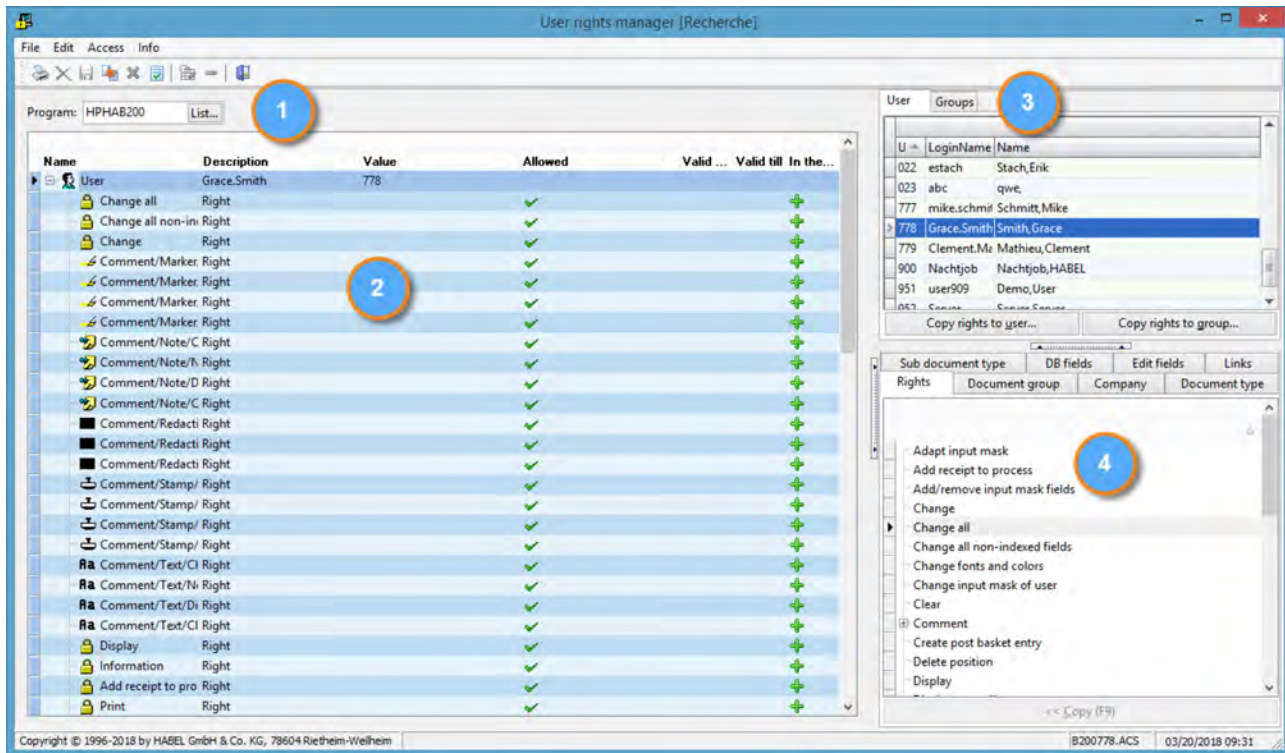 User rights manager [Recherche]
File Edit Access Info
Program: HPHAB200 List...
1
Name Description Value Allowed Valid ... Valid till In the...
User Grace.Smith 778
Change all Right
Change all non-in Right
Change Right
Comment/Marker. Right
Comment/Marker. Right
Comment/Marker. Right
Comment/Marker. Right
Comment/Note/C Right
Comment/Note/N Right
Comment/Note/D Right
Comment/Note/C Right
Comment/Redacti Right
Comment/Redacti Right
Comment/Redacti Right
Comment/Stamp/ Right
Comment/Stamp/ Right
Comment/Stamp/ Right
Comment/Stamp/ Right
Aa Comment/Text/Cl Right
Aa Comment/Text/N Right
Aa Comment/Text/Di Right
Aa Comment/Text/Cl Right
Display Right
Information Right
Add receipt to pro Right
Print Right
2
User Groups
3
U LoginName Name
022 estach Stach,Erik
023 abc qwe,
777 mike.schmit Schmitt,Mike
778 Grace.Smith Smith,Grace
779 Clement.Ma Mathieu,Clement
900 Nachtjob Nachtjob,HABEL
951 user909 Demo,User
Copy rights to user... Copy rights to group...
Sub document type DB fields Edit fields Links
Rights Document group Company Document type
4
Adapt input mask
Add receipt to process
Add/remove input mask fields
Change
Change all
Change all non-indexed fields
Change fonts and colors
Change input mask of user
Clear
Comment
Create post basket entry
Delete position
Display
<< Copy (F9)
Copyright © 1996-2018 by HABEL GmbH & Co. KG, 78604 Rietheim-Weilheim B200778.ACS 03/20/2018 09:31